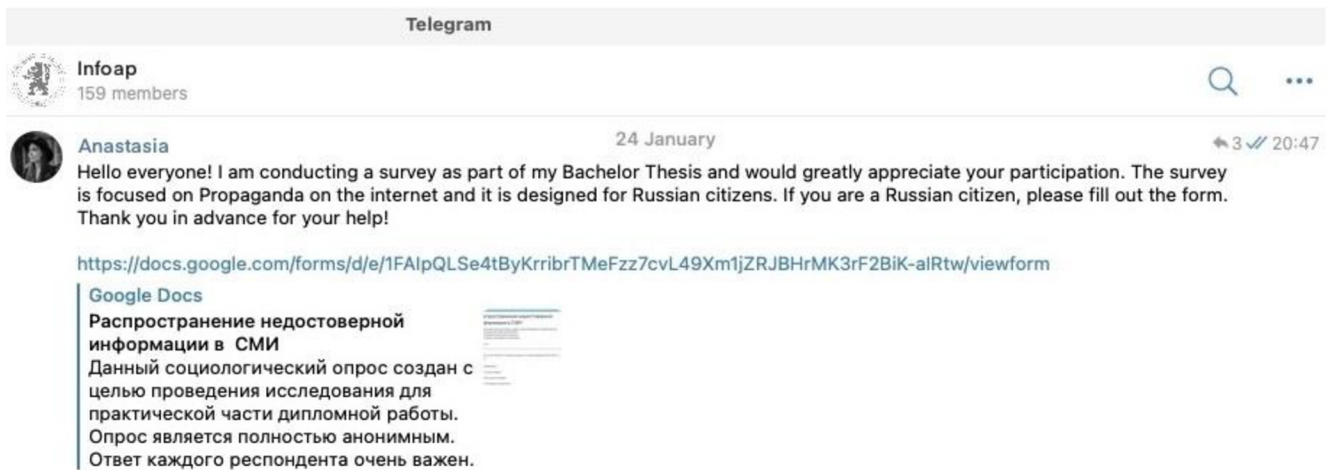 Telegram
Infoap
159 members
24 January
Anastasia
3 20:47
Hello everyone! I am conducting a survey as part of my Bachelor Thesis and would greatly appreciate your participation. The survey
is focused on Propaganda on the internet and it is designed for Russian citizens. If you are a Russian citizen, please fill out the form.
Thank you in advance for your help!
https://docs.google.com/forms/d/e/1FAIpQLSe4tByKrribrTMeFzz7cvL49Xm1jZRJBHrMK3rF2BiK-alRtw/viewform
Google Docs
Распространение недостоверной
информации в СМИ
Данный социологический опрос создан с
целью проведения исследования для
практической части дипломной работы.
Опрос является полностью анонимным.
Ответ каждого респондента очень важен.